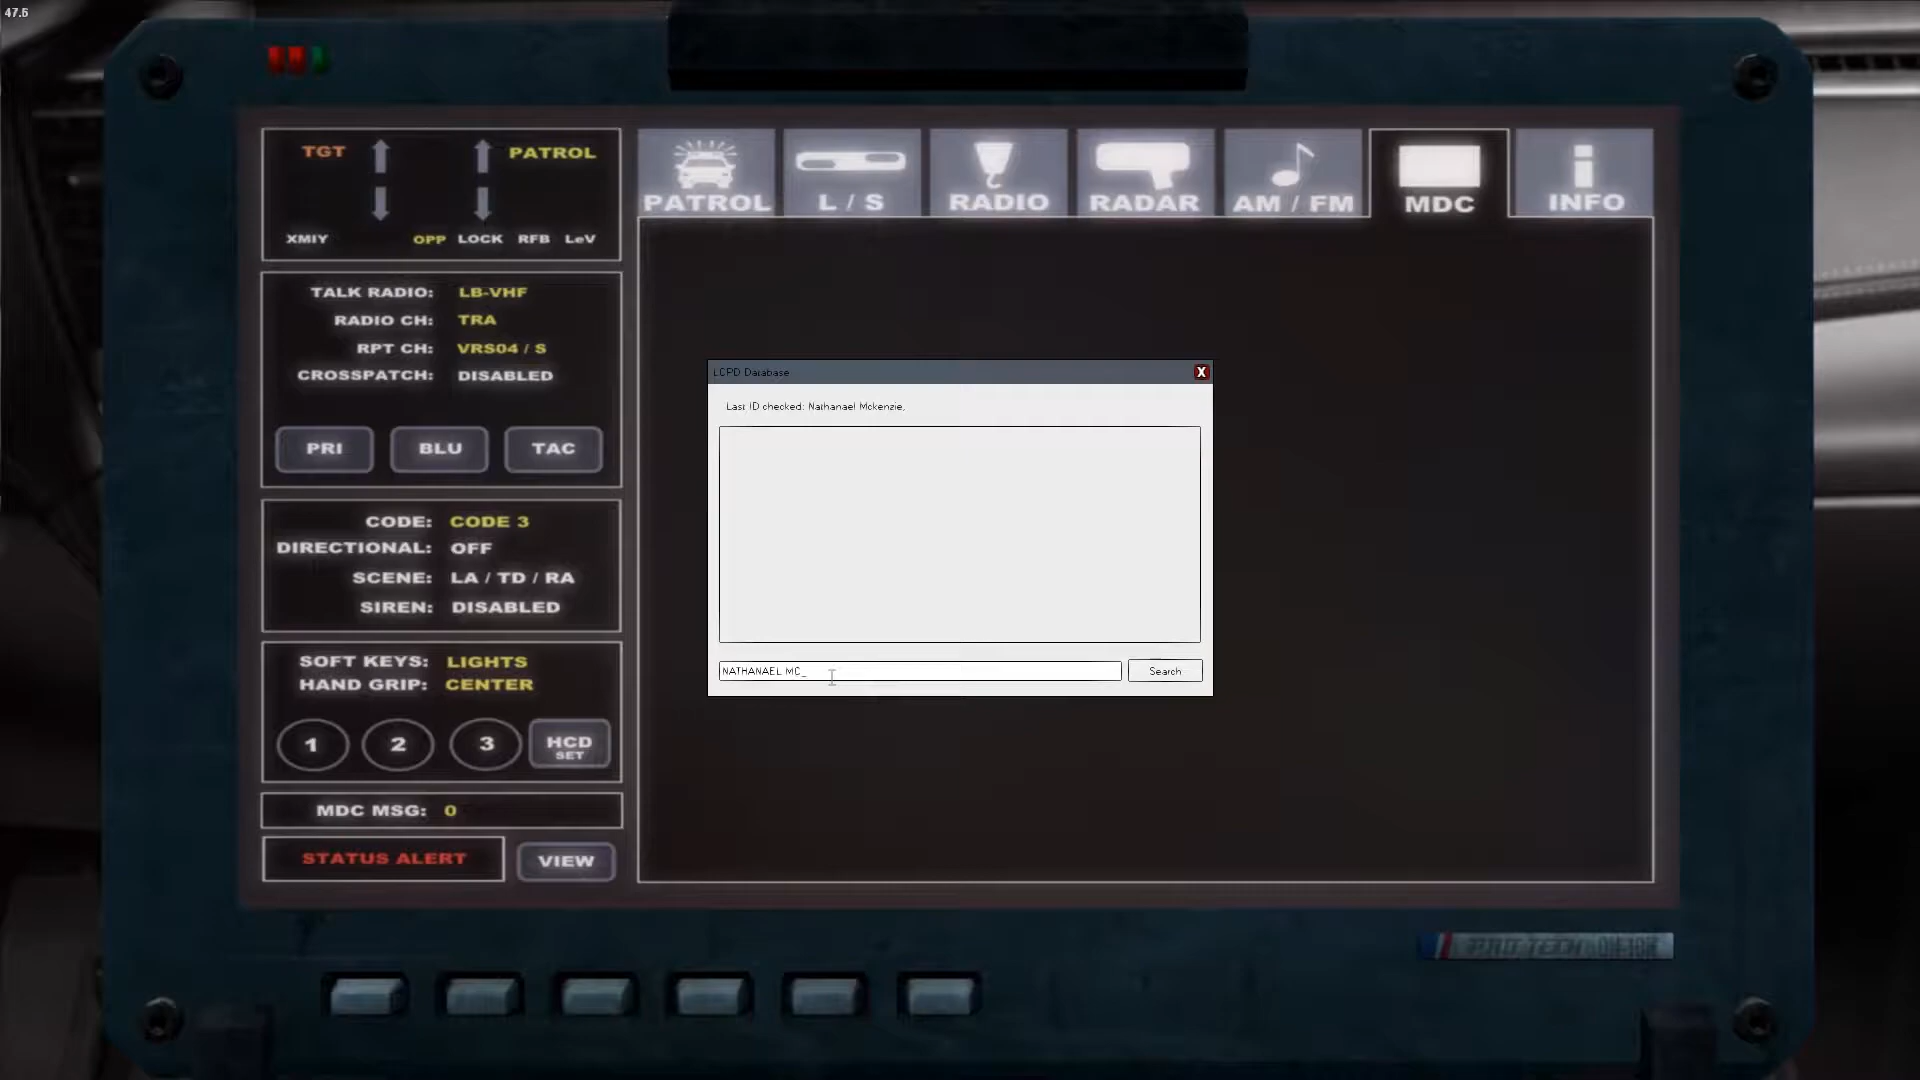 47.5
TGT PATROL
XMIY OPP LOCK RFB LeV
TALK RADIO: LB-VHF
RADIO CH: TRA
RPT CH: VRS04 / S
CROSSPATCH: DISABLED
PRI BLU TAC
CODE: CODE 3
DIRECTIONAL: OFF
SCENE: LA / TD / RA
SIREN: DISABLED
SOFT KEYS: LIGHTS
HAND GRIP: CENTER
1 2 3 HCD
SET
MDC MSG: 0
STATUS ALERT VIEW
PATROL L / S RADIO RADAR AM / FM MDC INFO
LCPD Database X
Last ID checked: Nathanael Mckenzie.
NATHANAEL MC_ Search